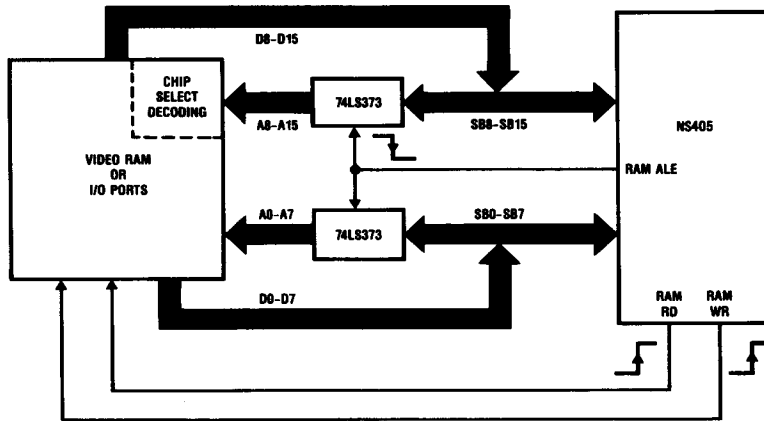 D8-D15
CHIP
SELECT
DECODING
74LS373
A8-A15
SB8-SB15
NS405
VIDEO RAM
OR
I/O PORTS
RAM ALE
A0-A7
SB0-SB7
74LS373
D0-D7
RAM
RD
RAM
WR